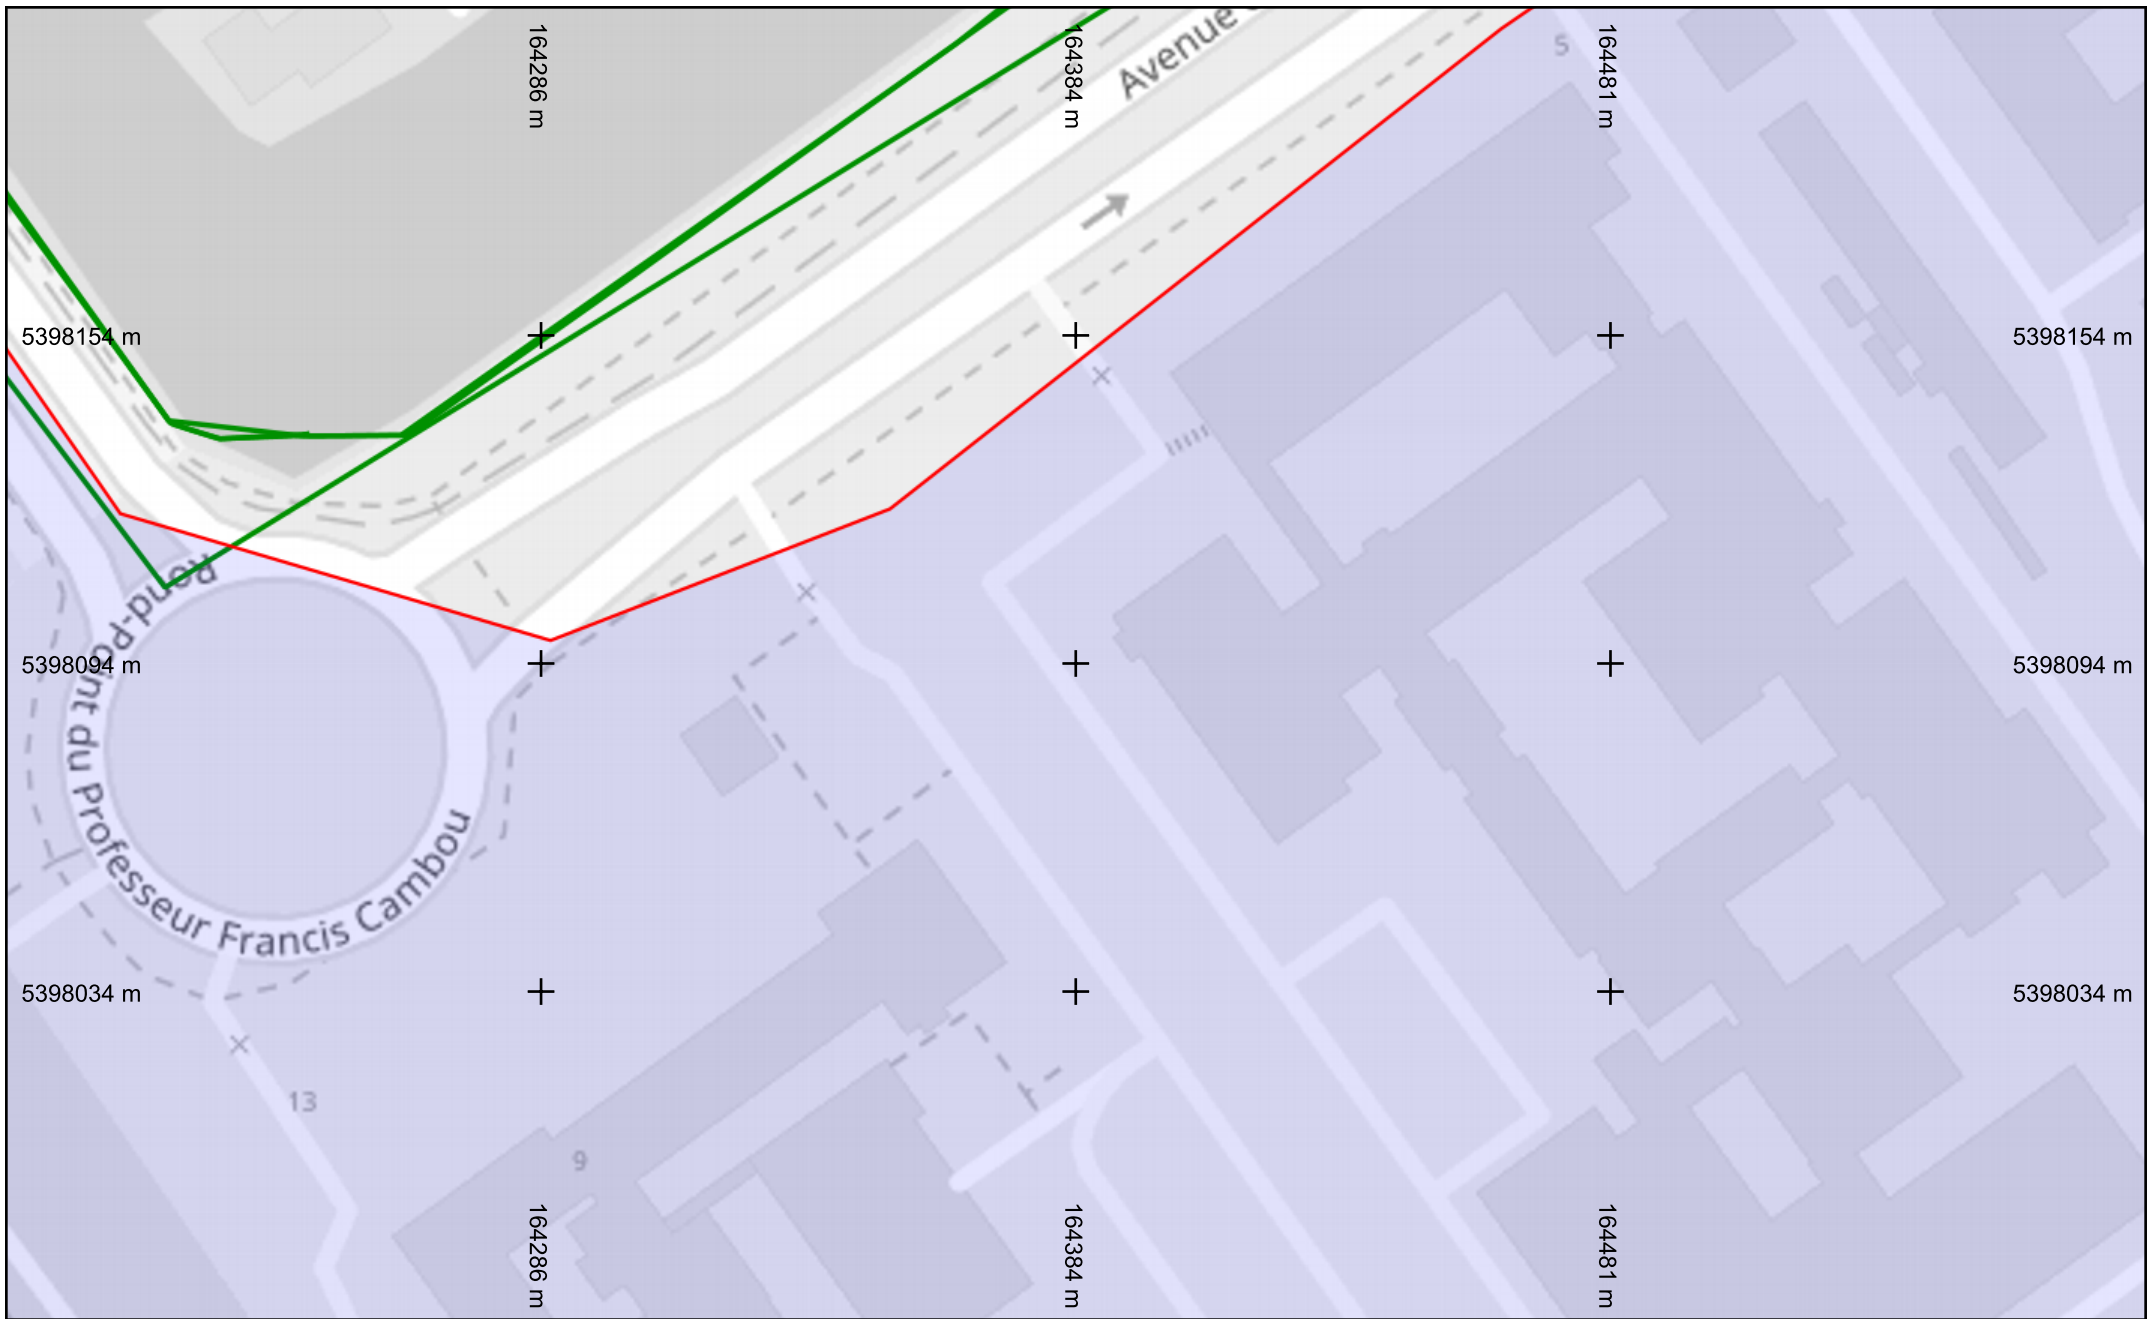 164286 m
164384 m
164481 m
Avenue
5
5398154 m
5398154 m
Rond-Point du Professeur Francis Cambou
5398094 m
5398094 m
5398034 m
5398034 m
13
9
164286 m
164384 m
164481 m